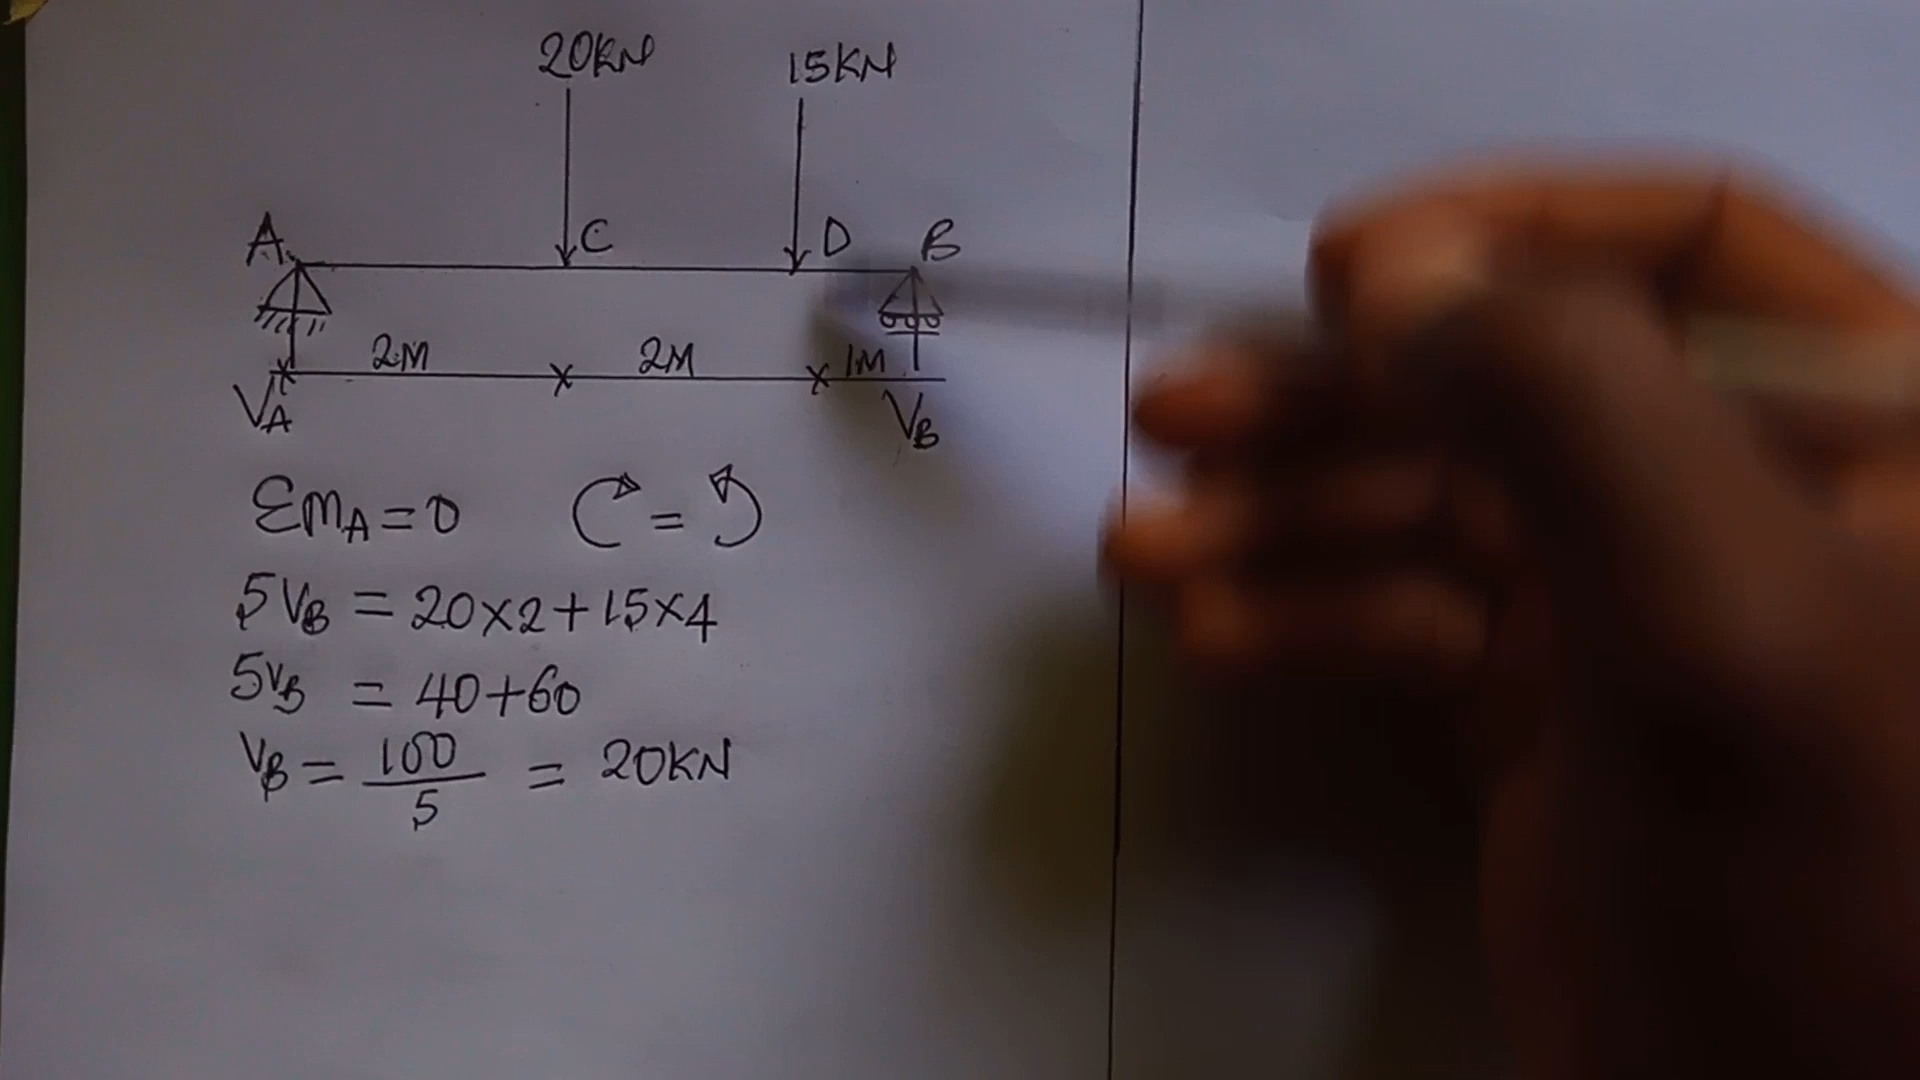 20KN 15KN
A C D B
2M 2M 1M
VA VB
ΣMA = 0 =
5VB = 20×2+15×4
5VB = 40+60
VB = 100/5 = 20KN